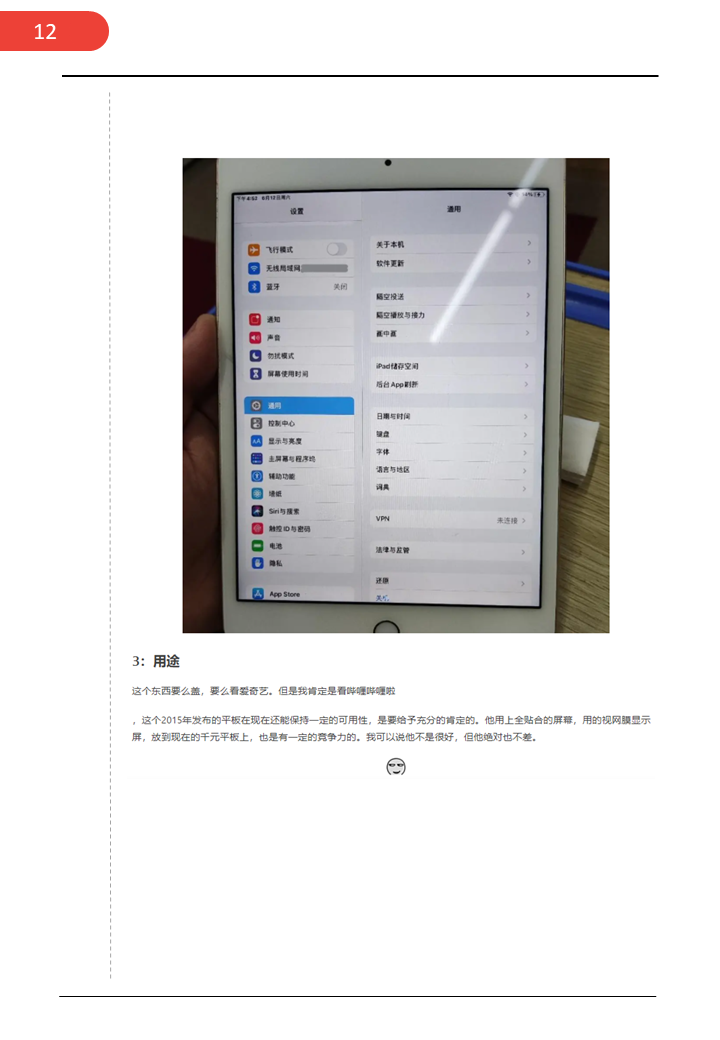 12
下午4:53 6月13日周六
54%
设置
通用
飞行模式
无线局域网
蓝牙
关闭
通知
声音
勿扰模式
屏幕使用时间
通用
控制中心
显示与亮度
主屏幕与程序坞
辅助功能
墙纸
Siri与搜索
触控ID与密码
电池
隐私
App Store
关于本机
软件更新
隔空投送
隔空播放与接力
画中画
iPad储存空间
后台App刷新
日期与时间
键盘
字体
语言与地区
词典
VPN
未连接
法律与监管
还原
关机
3：用途
这个东西要么盖，要么看爱奇艺。但是我肯定是看哔哩哔哩啦
，这个2015年发布的平板在现在还能保持一定的可用性，是要给予充分的肯定的。他用上全贴合的屏幕，用的视网膜显示
屏，放到现在的千元平板上，也是有一定的竞争力的。我可以说他不是很好，但他绝对也不差。